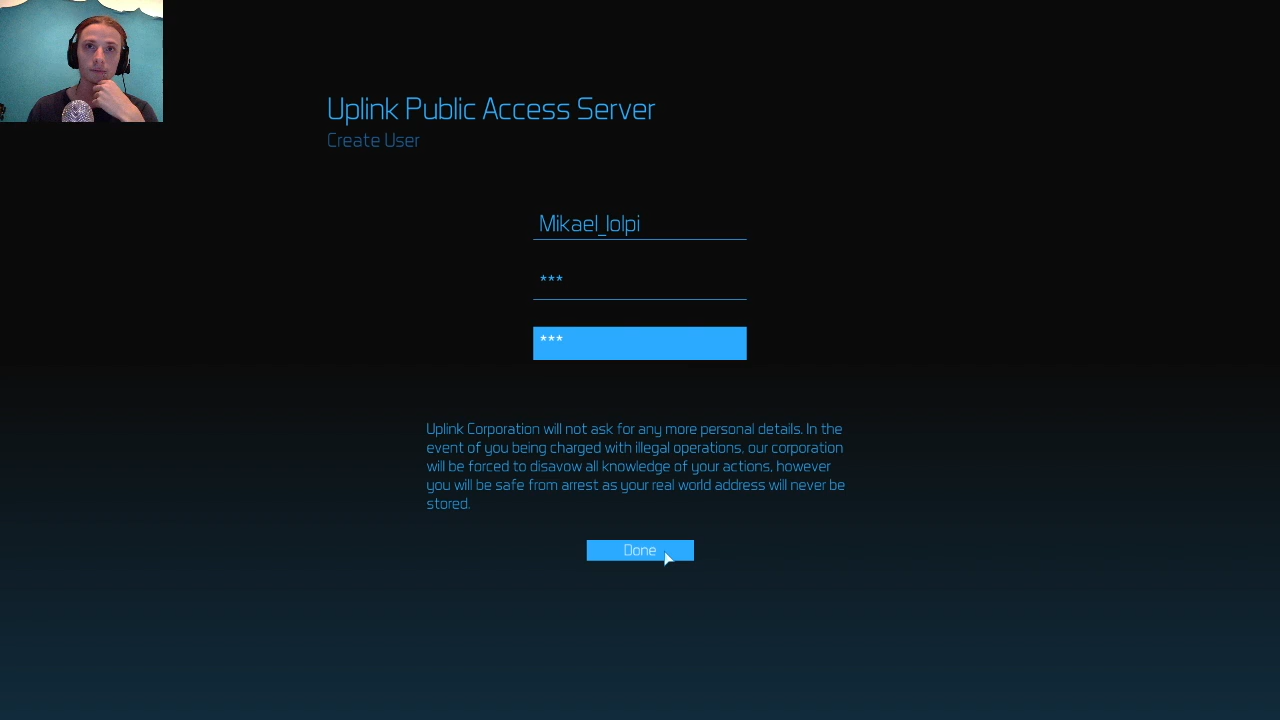 Uplink Public Access Server
Create User
Mikael_lolpi
***
***
Uplink Corporation will not ask for any more personal details. In the
event of you being charged with illegal operations, our corporation
will be forced to disavow all knowledge of your actions, however
you will be safe from arrest as your real world address will never be
stored.
Done